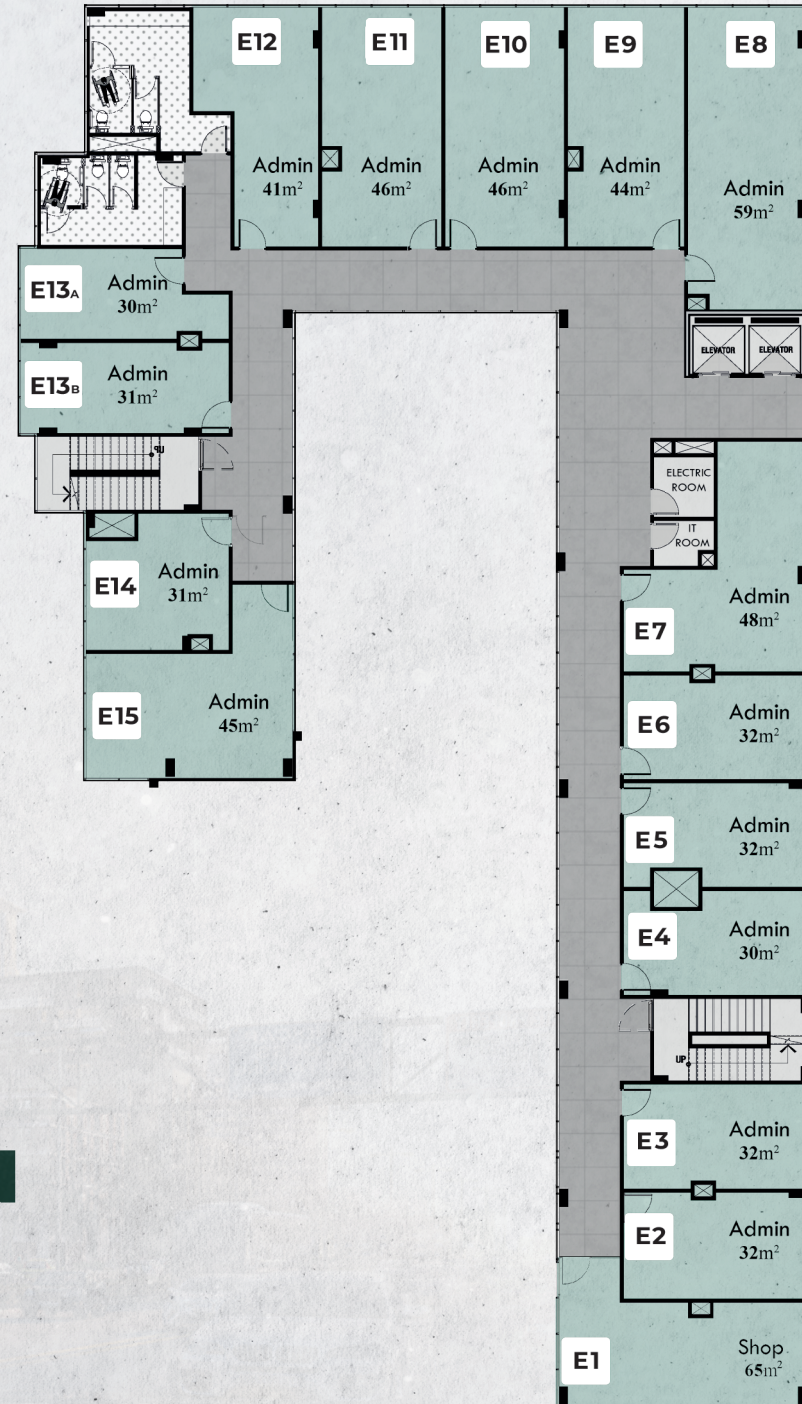 E12
E11
E10
E9
E8
Admin
41m²
Admin
46m²
Admin
46m²
Admin
44m²
Admin
59m²
E13A
Admin
30m²
ELEVATOR
ELEVATOR
E13B
Admin
31m²
UP
ELECTRIC
ROOM
IT
ROOM
E14
Admin
31m²
E7
Admin
48m²
E15
Admin
45m²
E6
Admin
32m²
E5
Admin
32m²
E4
Admin
30m²
UP
E3
Admin
32m²
E2
Admin
32m²
E1
Shop
65m²